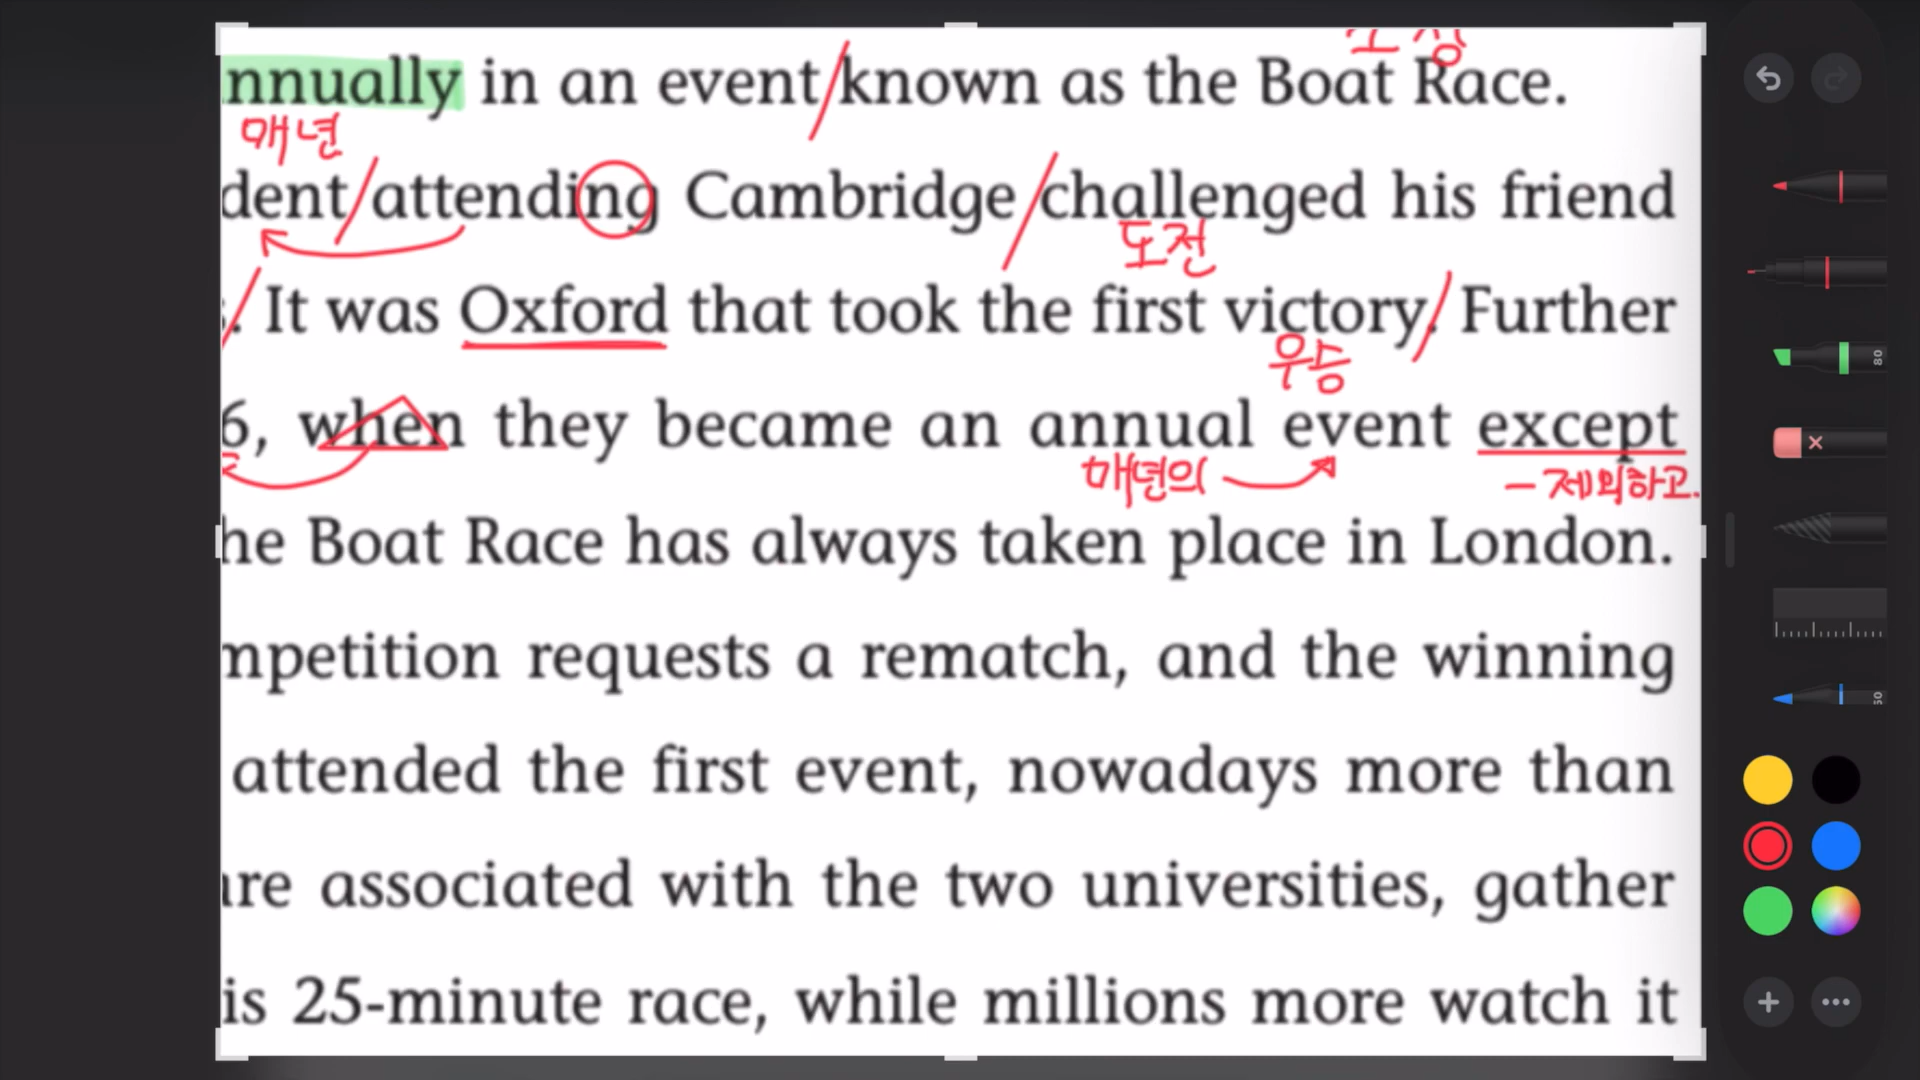 nnually in an event known as the Boat Race.
매년
dent attending Cambridge challenged his friend
도전
. It was Oxford that took the first victory. Further
우승
6, when they became an annual event except
매년의
- 제외하고.
he Boat Race has always taken place in London.
mpetition requests a rematch, and the winning
attended the first event, nowadays more than
are associated with the two universities, gather
is 25-minute race, while millions more watch it
80
50